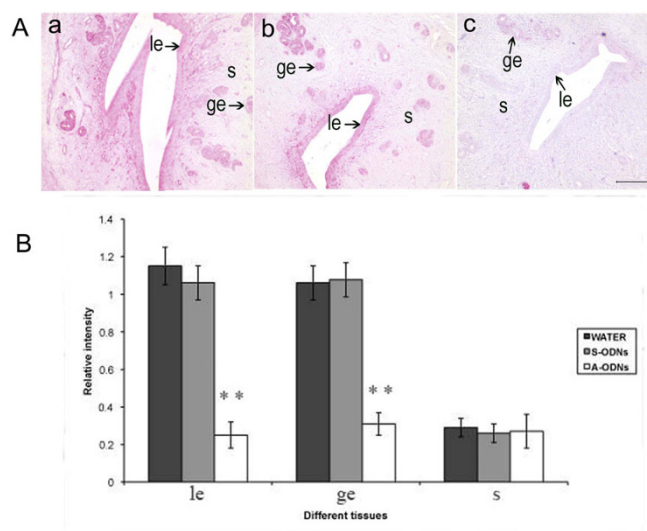 A
a
le
s
ge
b
ge
le
s
c
ge
le
s
B
1.4
1.2
1
0.8
0.6
0.4
0.2
0
Relative intensity
* *
* *
le
ge
s
Different tissues
WATER
S-ODNs
A-ODNs